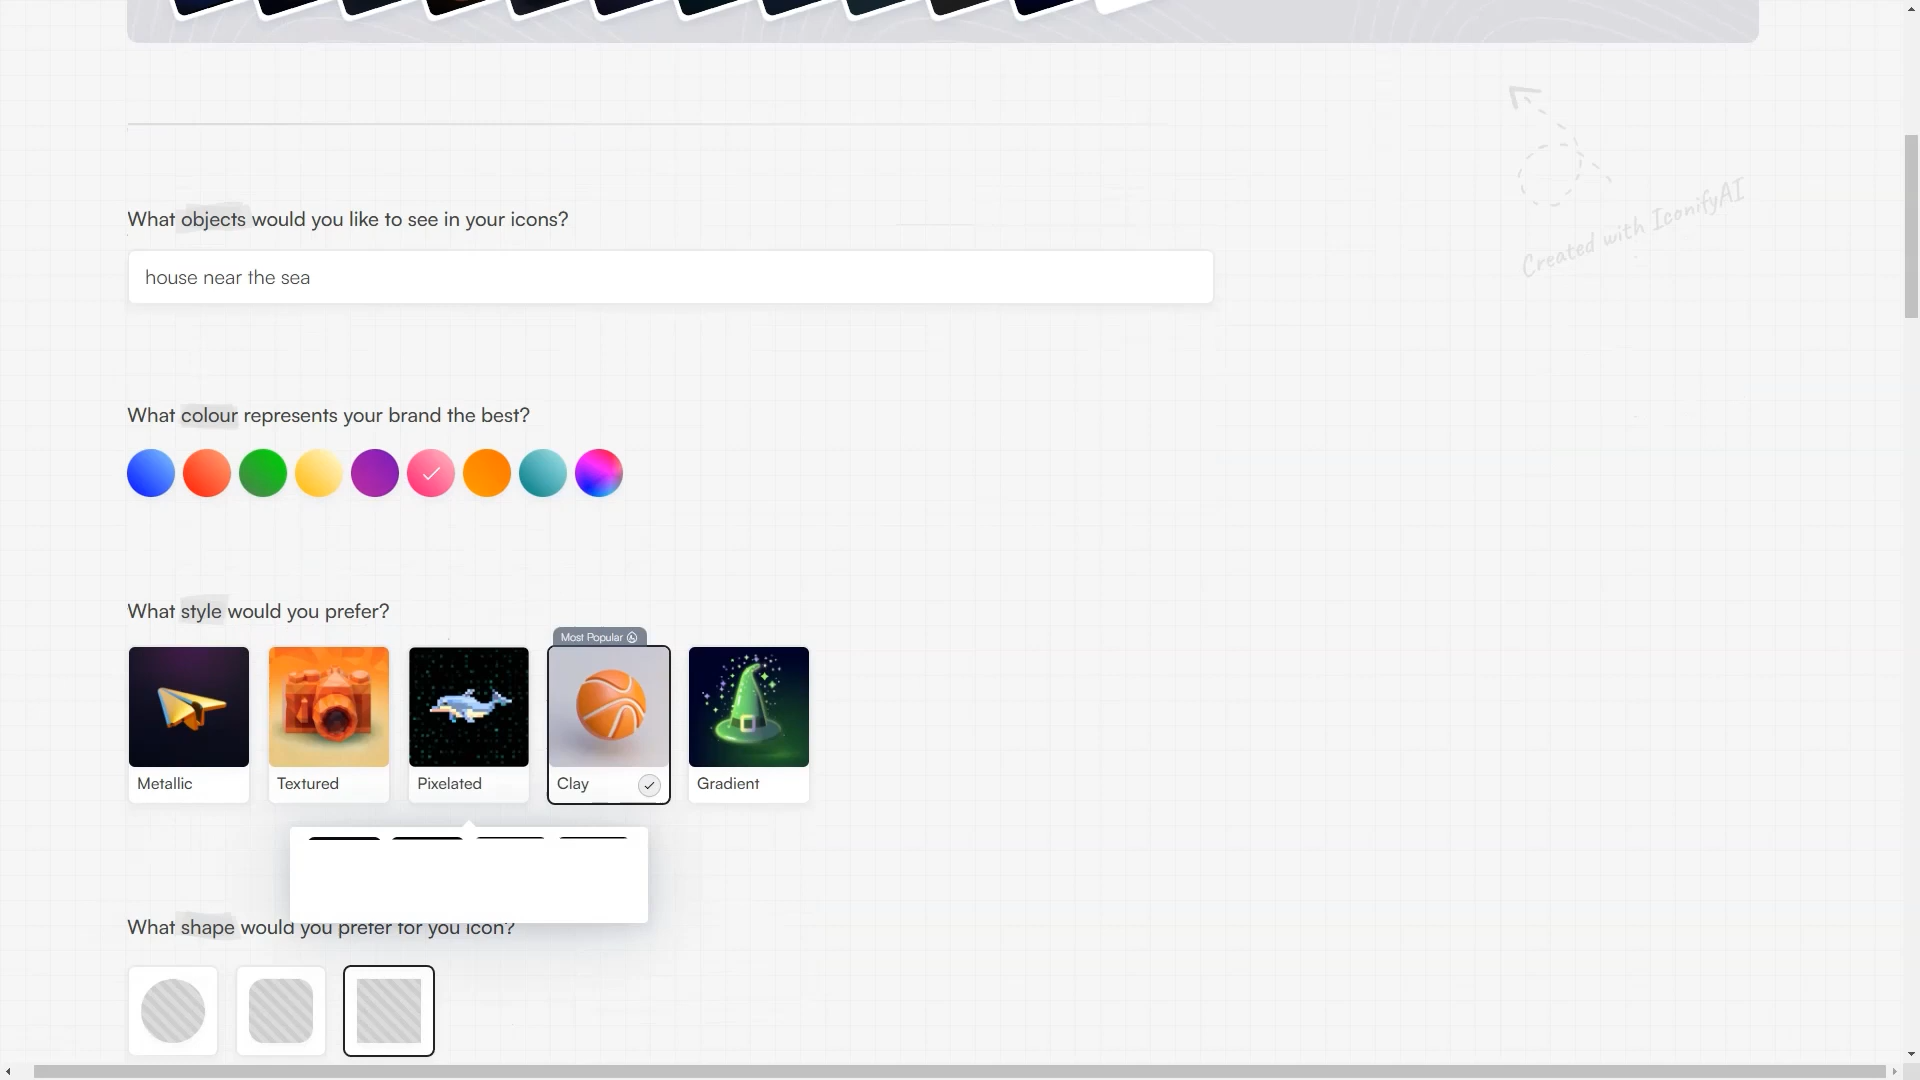 Created with IconifyAI
What objects would you like to see in your icons?
house near the sea
What colour represents your brand the best?
What style would you prefer?
Most Popular
Metallic
Textured
Pixelated
Clay
Gradient
What shape would you prefer for you icon?